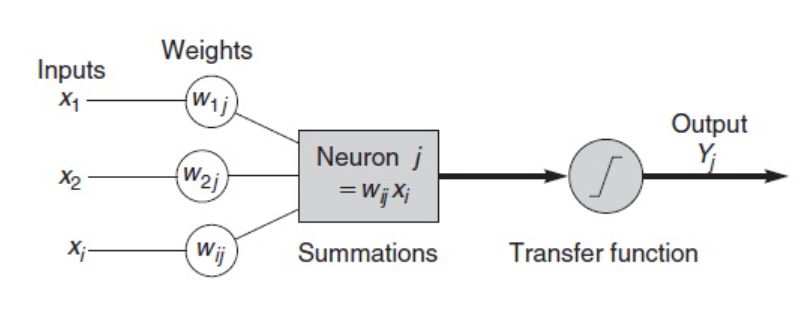 Weights
Inputs
x₁
w₁ⱼ
Output
Yⱼ
Neuron j
= wᵢⱼ xᵢ
x₂
w₂ⱼ
xᵢ
wᵢⱼ
Summations
Transfer function